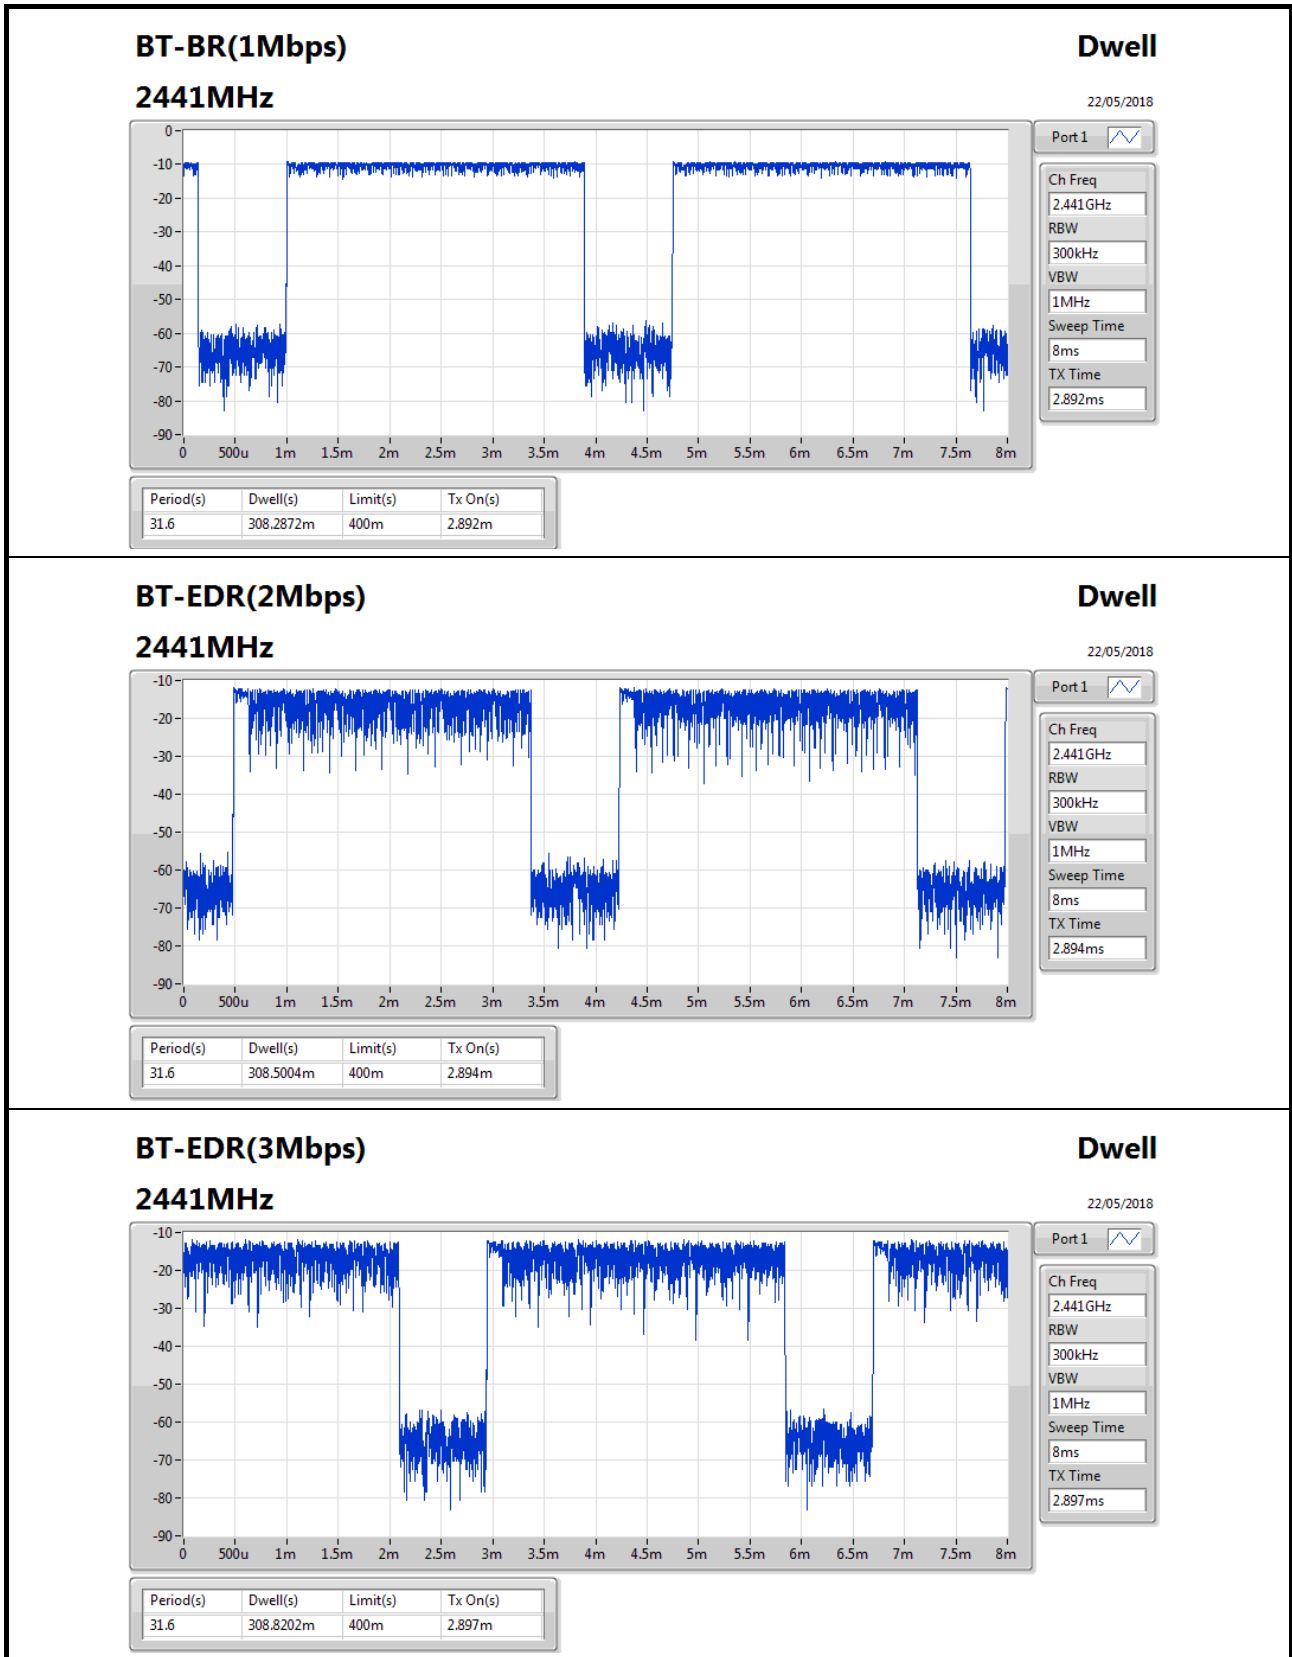 BT-BR(1Mbps) Dwell
2441MHz 22/05/2018
Port 1
0
-10
-20
-30
-40
-50
-60
-70
-80
-90
0 500u 1m 1.5m 2m 2.5m 3m 3.5m 4m 4.5m 5m 5.5m 6m 6.5m 7m 7.5m 8m
Ch Freq
2.441GHz
RBW
300kHz
VBW
1MHz
Sweep Time
8ms
TX Time
2.892ms
Period(s) Dwell(s) Limit(s) Tx On(s)
31.6 308.2872m 400m 2.892m
BT-EDR(2Mbps) Dwell
2441MHz 22/05/2018
Port 1
-10
-20
-30
-40
-50
-60
-70
-80
-90
0 500u 1m 1.5m 2m 2.5m 3m 3.5m 4m 4.5m 5m 5.5m 6m 6.5m 7m 7.5m 8m
Ch Freq
2.441GHz
RBW
300kHz
VBW
1MHz
Sweep Time
8ms
TX Time
2.894ms
Period(s) Dwell(s) Limit(s) Tx On(s)
31.6 308.5004m 400m 2.894m
BT-EDR(3Mbps) Dwell
2441MHz 22/05/2018
Port 1
-10
-20
-30
-40
-50
-60
-70
-80
-90
0 500u 1m 1.5m 2m 2.5m 3m 3.5m 4m 4.5m 5m 5.5m 6m 6.5m 7m 7.5m 8m
Ch Freq
2.441GHz
RBW
300kHz
VBW
1MHz
Sweep Time
8ms
TX Time
2.897ms
Period(s) Dwell(s) Limit(s) Tx On(s)
31.6 308.8202m 400m 2.897m